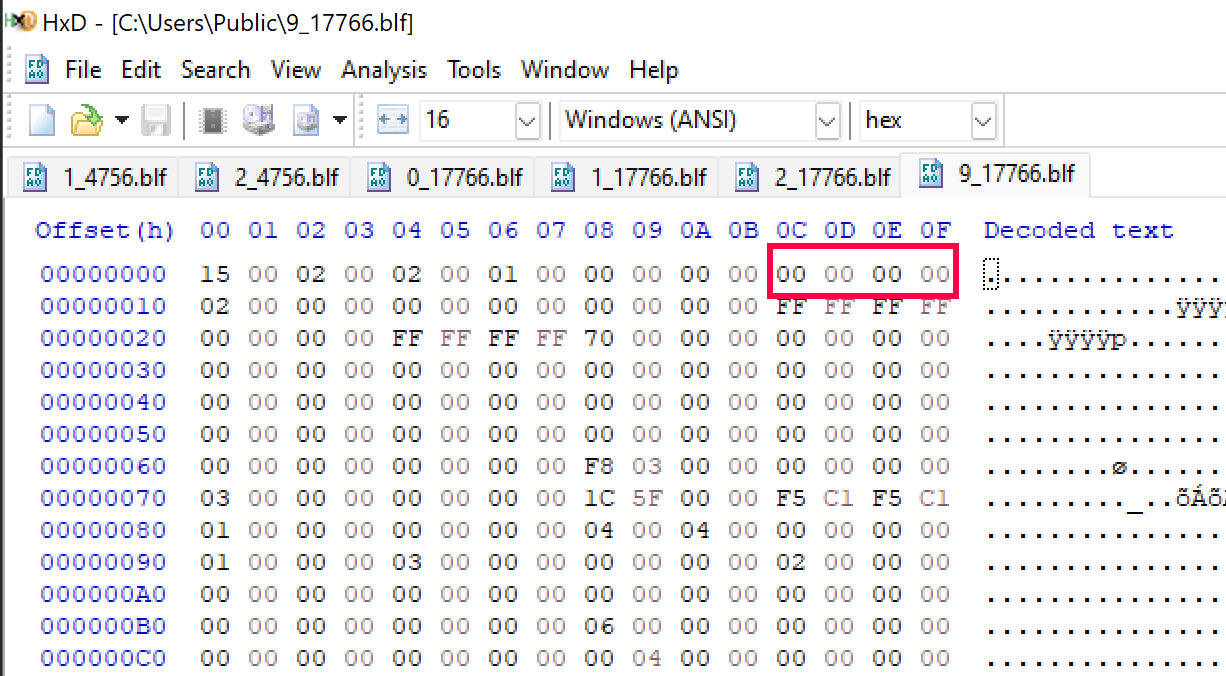 HxD - [C:\Users\Public\9_17766.blf]
File Edit Search View Analysis Tools Window Help
16 Windows (ANSI) hex
1_4756.blf 2_4756.blf 0_17766.blf 1_17766.blf 2_17766.blf 9_17766.blf
Offset(h) 00 01 02 03 04 05 06 07 08 09 0A 0B 0C 0D 0E 0F Decoded text
00000000 15 00 02 00 02 00 01 00 00 00 00 00 00 00 00 00 ...............
00000010 02 00 00 00 00 00 00 00 00 00 00 00 FF FF FF FF ............ÿÿÿ
00000020 00 00 00 00 FF FF FF FF 70 00 00 00 00 00 00 00 ....ÿÿÿÿp......
00000030 00 00 00 00 00 00 00 00 00 00 00 00 00 00 00 00 ...............
00000040 00 00 00 00 00 00 00 00 00 00 00 00 00 00 00 00 ...............
00000050 00 00 00 00 00 00 00 00 00 00 00 00 00 00 00 00 ...............
00000060 00 00 00 00 00 00 00 00 F8 03 00 00 00 00 00 00 ........ø......
00000070 03 00 00 00 00 00 00 00 1C 5F 00 00 F5 C1 F5 C1 ........._..õÁõ
00000080 01 00 00 00 00 00 00 00 04 00 04 00 00 00 00 00 ...............
00000090 01 00 00 00 03 00 00 00 00 00 00 00 02 00 00 00 ...............
000000A0 00 00 00 00 00 00 00 00 00 00 00 00 00 00 00 00 ...............
000000B0 00 00 00 00 00 00 00 00 06 00 00 00 00 00 00 00 ...............
000000C0 00 00 00 00 00 00 00 00 00 04 00 00 00 00 00 00 ...............